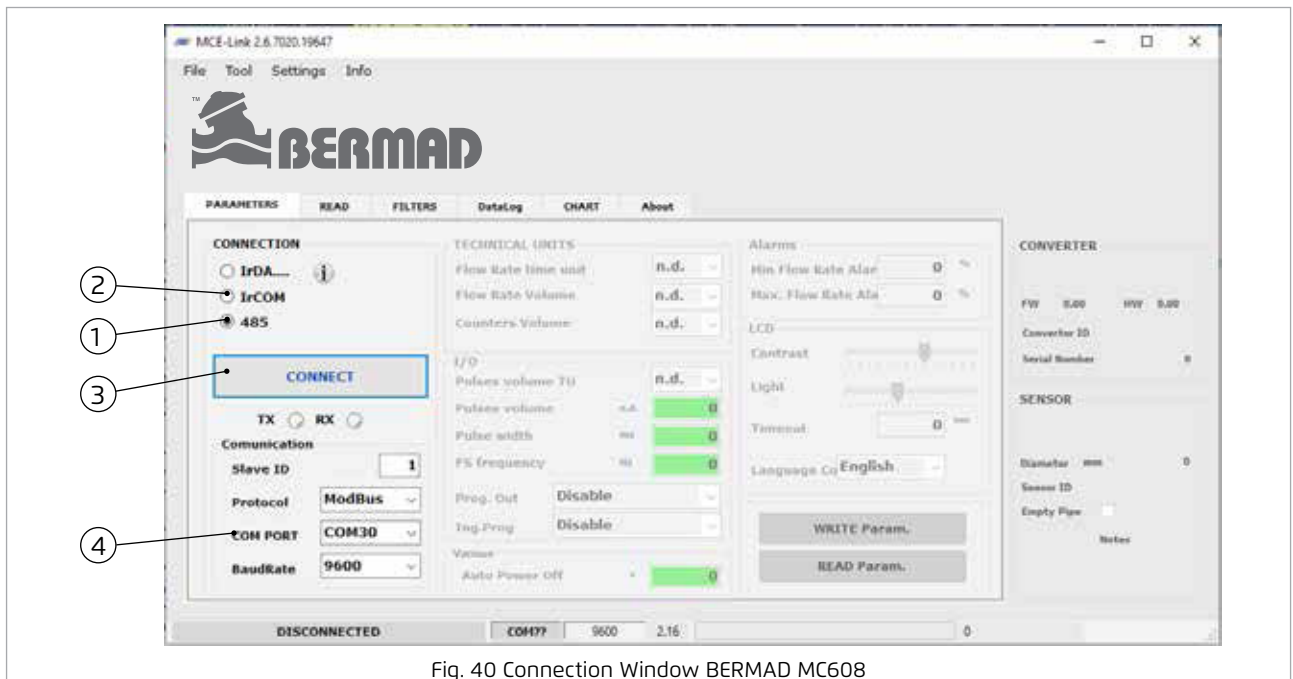 MCE-Link 2.6.7020.19647
File Tool Settings Info
TM
BERMAD
PARAMETERS READ FILTERS DataLog CHART About
CONNECTION
IrDA....
IrCOM
485
CONNECT
TX RX
Comunication
Slave ID 1
Protocol ModBus
COM PORT COM30
BaudRate 9600
TECHNICAL UNITS
Flow Rate time unit n.d.
Flow Rate Volume n.d.
Counters Volume n.d.
I/O
Pulses volume TU n.d.
Pulses volume n.d. 0
Pulse width 0
FS frequency Hz 0
Prog. Out Disable
Ing.Prog Disable
Various
Auto Power Off 0
Alarms
Min Flow Rate Alar 0 %
Max. Flow Rate Ala 0 %
LCD
Contrast
Light
Timeout 0
Language Co English
WRITE Param.
READ Param.
CONVERTER
FW 0.00 HW 0.00
Convertor ID
Serial Number 0
SENSOR
Diameter mm 0
Sensor ID
Empty Pipe
Notes
2
1
3
4
DISCONNECTED COM?? 9600 2.16 0
Fig. 40 Connection Window BERMAD MC608